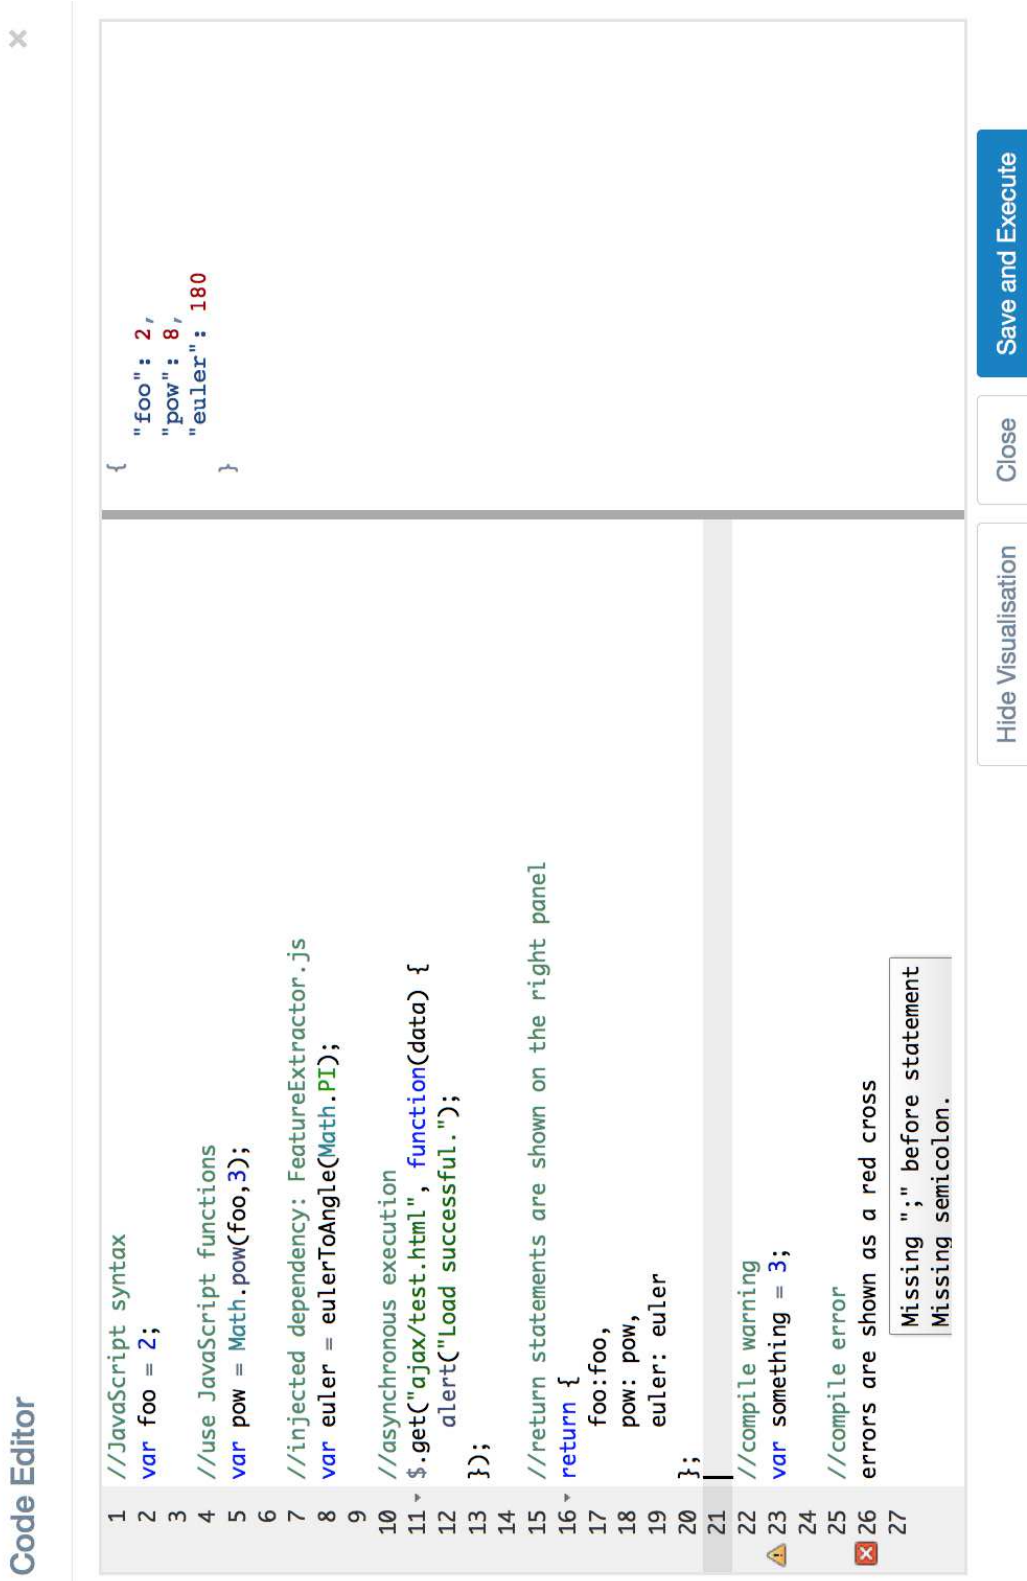 Code Editor ×
1 //JavaScript syntax
2 var foo = 2;
3
4 //use JavaScript functions
5 var pow = Math.pow(foo,3);
6
7 //injected dependency: FeatureExtractor.js
8 var euler = eulerToAngle(Math.PI);
9
10 //asynchronous execution
11 $.get("ajax/test.html", function(data) {
12 alert("Load successful.");
13 });
14
15 //return statements are shown on the right panel
16 return {
17 foo:foo,
18 pow: pow,
19 euler: euler
20 };
21
22 //compile warning
23 var something = 3;
24
25 //compile error
26 errors are shown as a red cross
27
Missing ";" before statement
Missing semicolon.
{
"foo": 2,
"pow": 8,
"euler": 180
}
Hide Visualisation
Close
Save and Execute